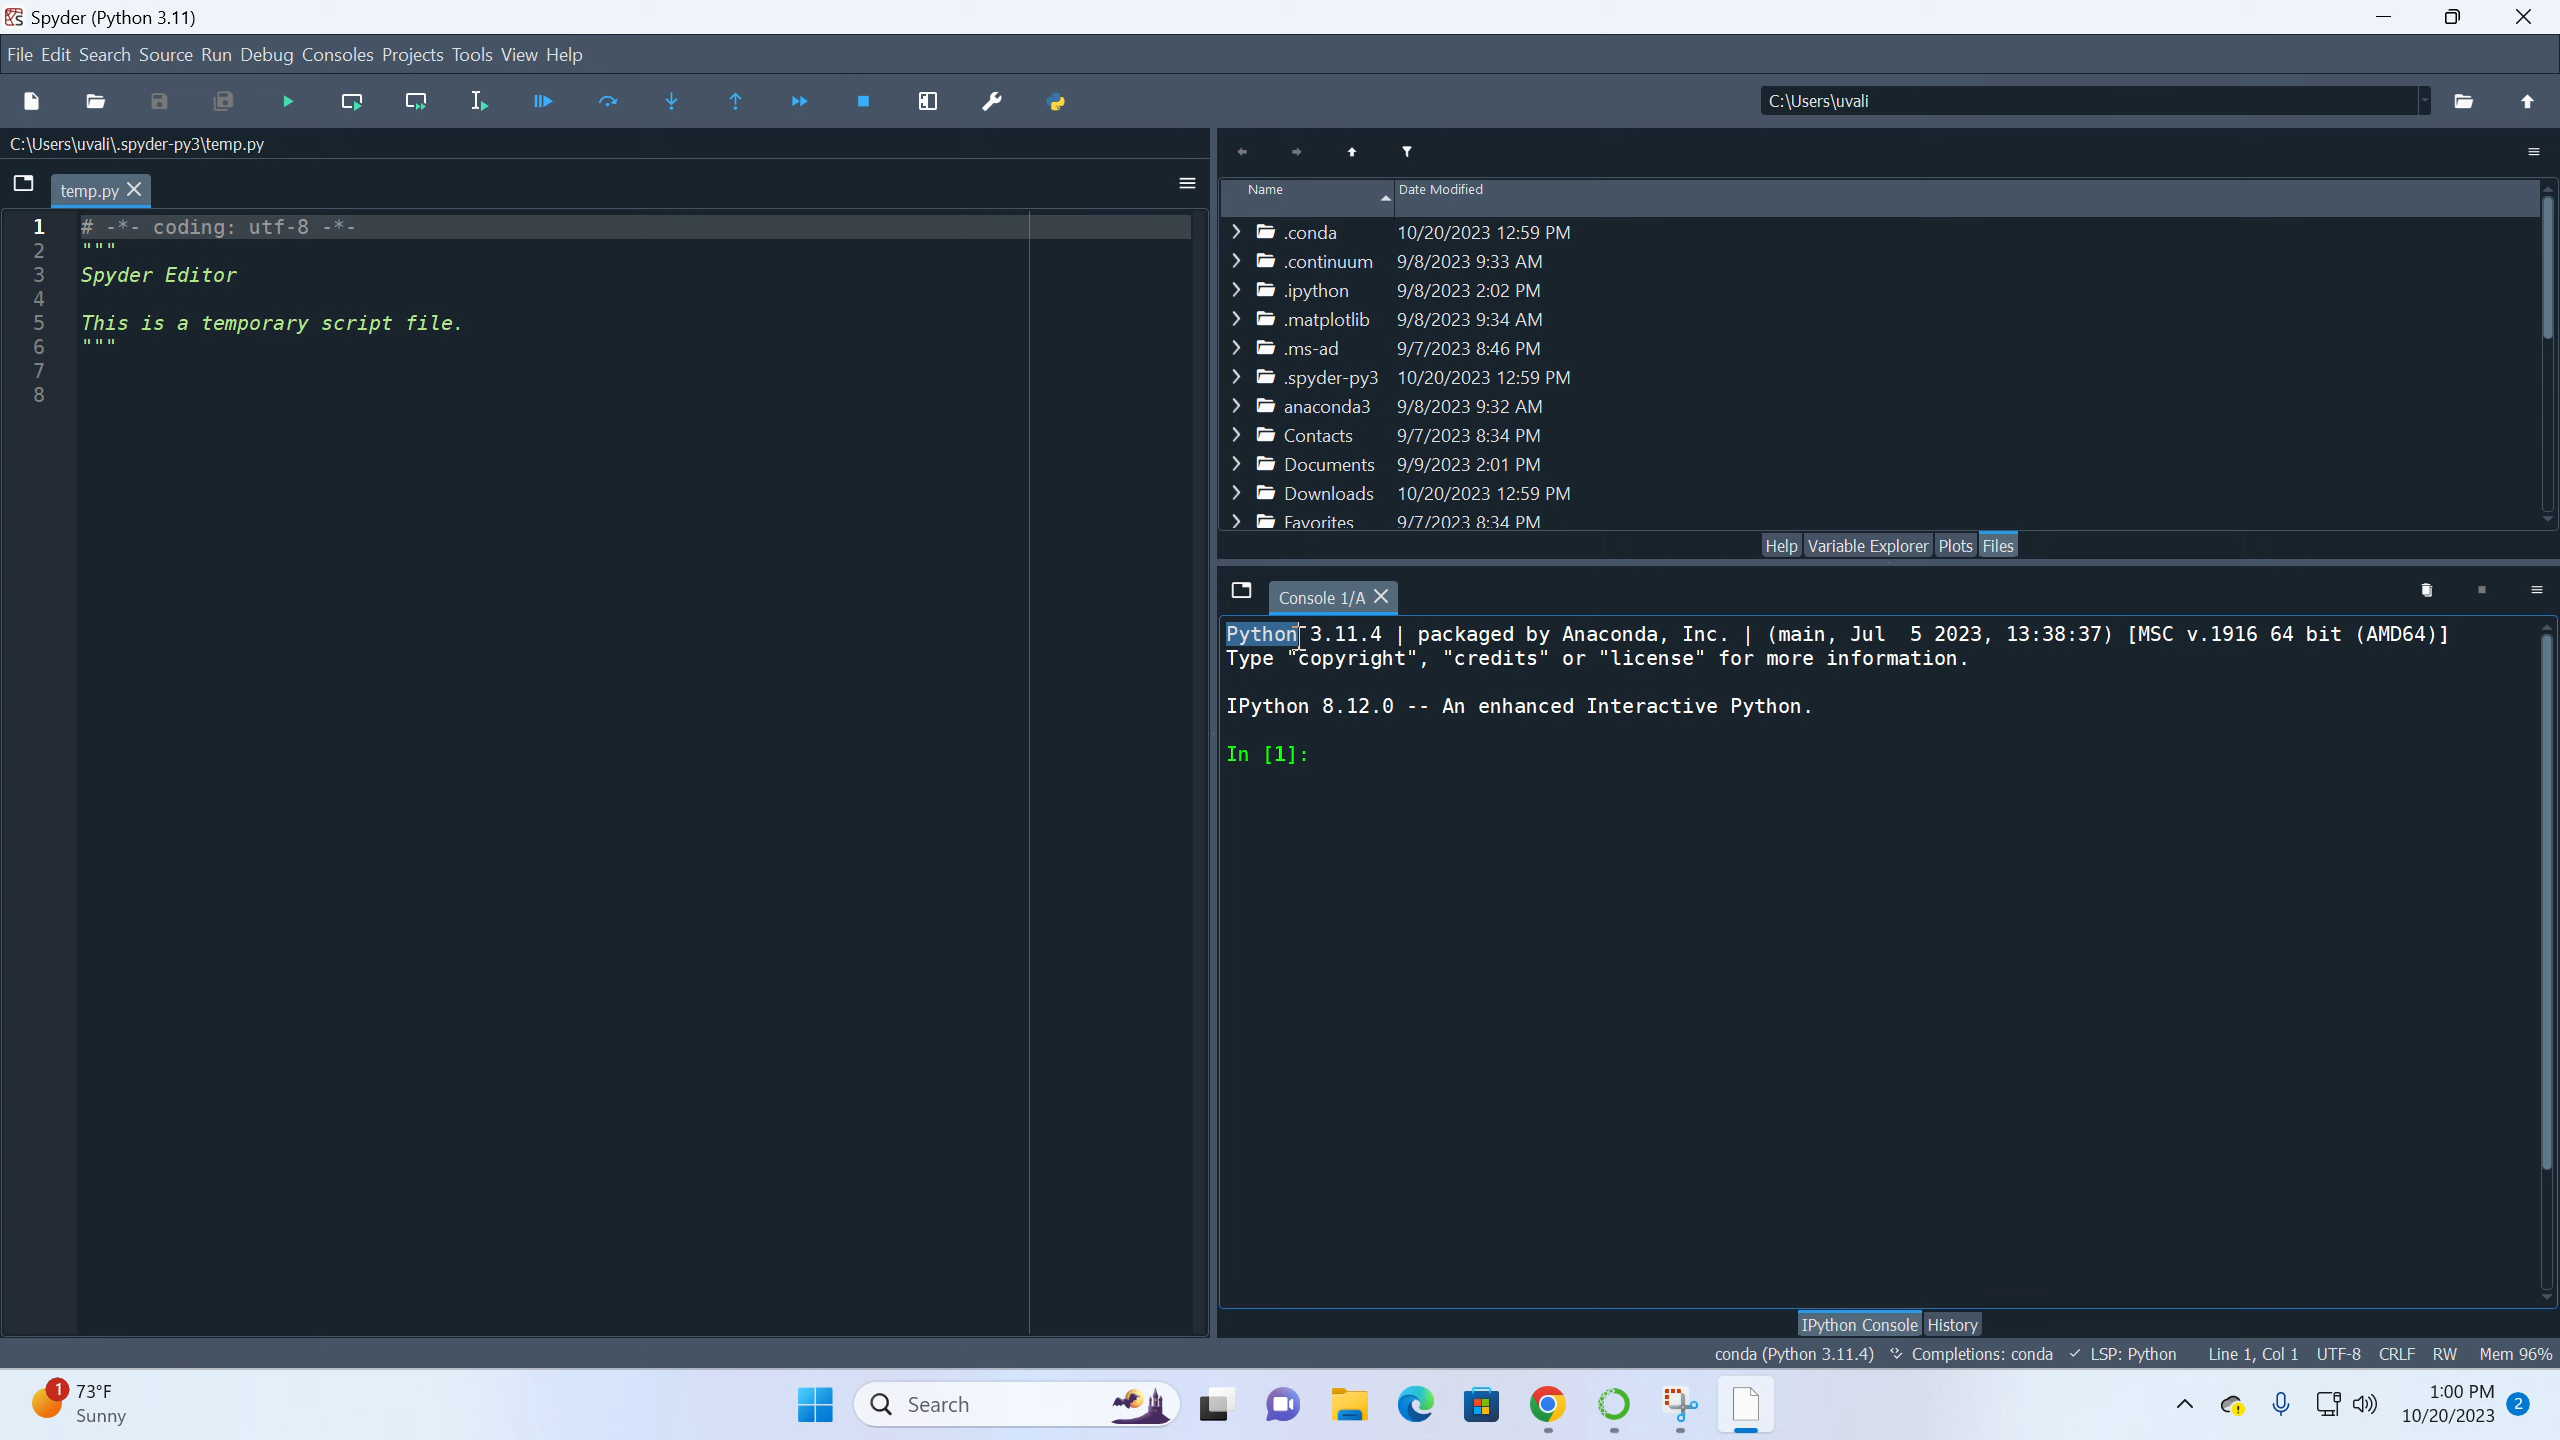 Spyder (Python 3.11)
File Edit Search Source Run Debug Consoles Projects Tools View Help
C:\Users\uvali
C:\Users\uvali\.spyder-py3\temp.py
temp.py
1 # -*- coding: utf-8 -*-
2 """
3 Spyder Editor
4
5 This is a temporary script file.
6 """
7
8
Name Date Modified
.conda 10/20/2023 12:59 PM
.continuum 9/8/2023 9:33 AM
.ipython 9/8/2023 2:02 PM
.matplotlib 9/8/2023 9:34 AM
.ms-ad 9/7/2023 8:46 PM
.spyder-py3 10/20/2023 12:59 PM
anaconda3 9/8/2023 9:32 AM
Contacts 9/7/2023 8:34 PM
Documents 9/9/2023 2:01 PM
Downloads 10/20/2023 12:59 PM
Favorites 9/7/2023 8:34 PM
Help Variable Explorer Plots Files
Console 1/A
Python 3.11.4 | packaged by Anaconda, Inc. | (main, Jul  5 2023, 13:38:37) [MSC v.1916 64 bit (AMD64)]
Type "copyright", "credits" or "license" for more information.
IPython 8.12.0 -- An enhanced Interactive Python.
In [1]:
IPython Console History
conda (Python 3.11.4) Completions: conda LSP: Python Line 1, Col 1 UTF-8 CRLF RW Mem 96%
1 73°F
Sunny
Search
1:00 PM
10/20/2023
2